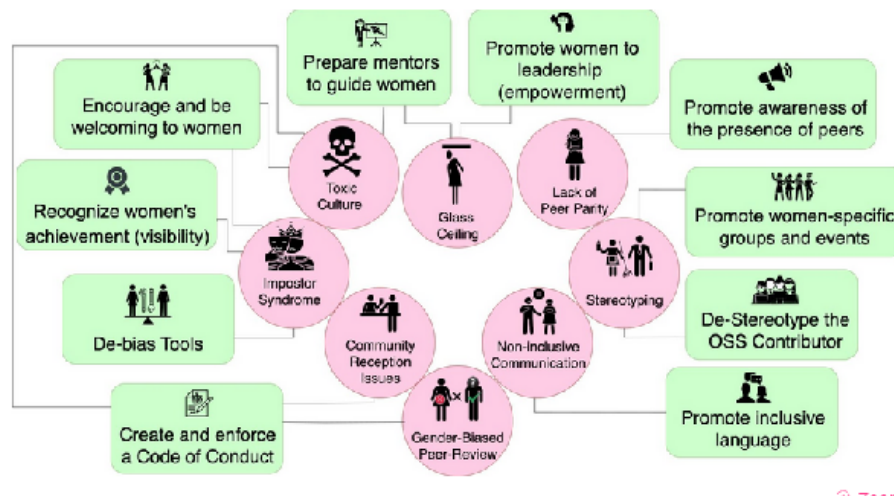 Prepare mentors
to guide women
Promote women to
leadership
(empowerment)
Encourage and be
welcoming to women
Promote awareness of
the presence of peers
Toxic
Culture
Glass
Ceiling
Lack of
Peer Parity
Recognize women's
achievement (visibility)
Promote women-specific
groups and events
Impostor
Syndrome
Stereotyping
De-bias Tools
Community
Reception
Issues
Non-inclusive
Communication
De-Stereotype the
OSS Contributor
Create and enforce
a Code of Conduct
Gender-Biased
Peer-Review
Promote inclusive
language